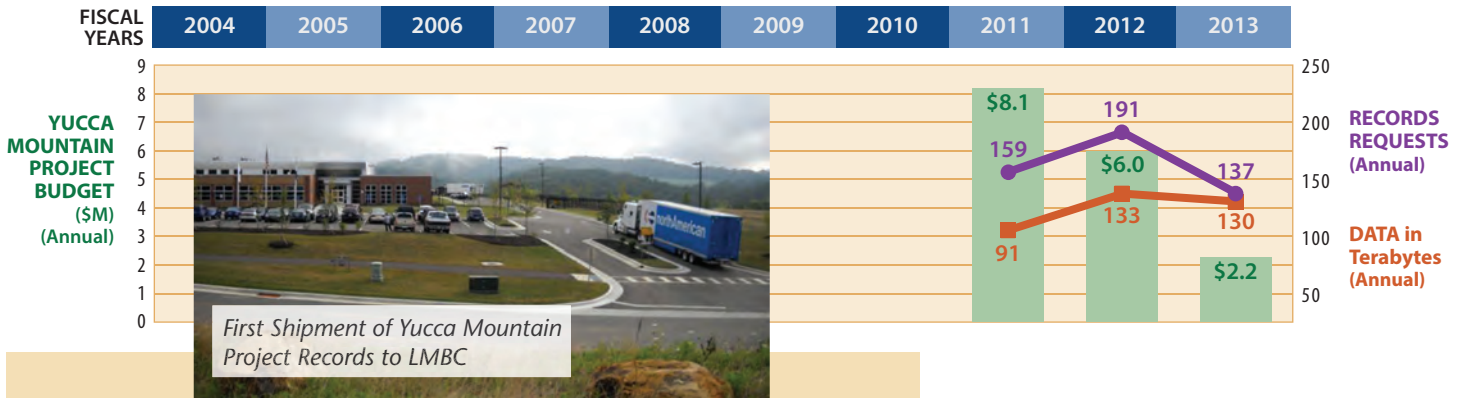 FISCAL
YEARS
2004 2005 2006 2007 2008 2009 2010 2011 2012 2013
YUCCA
MOUNTAIN
PROJECT
BUDGET
($M)
(Annual)
9
8
7
6
5
4
3
2
1
0
northAmerican
First Shipment of Yucca Mountain
Project Records to LMBC
$8.1
$6.0
$2.2
159
191
137
91
133
130
250
200
150
100
50
RECORDS
REQUESTS
(Annual)
DATA in
Terabytes
(Annual)